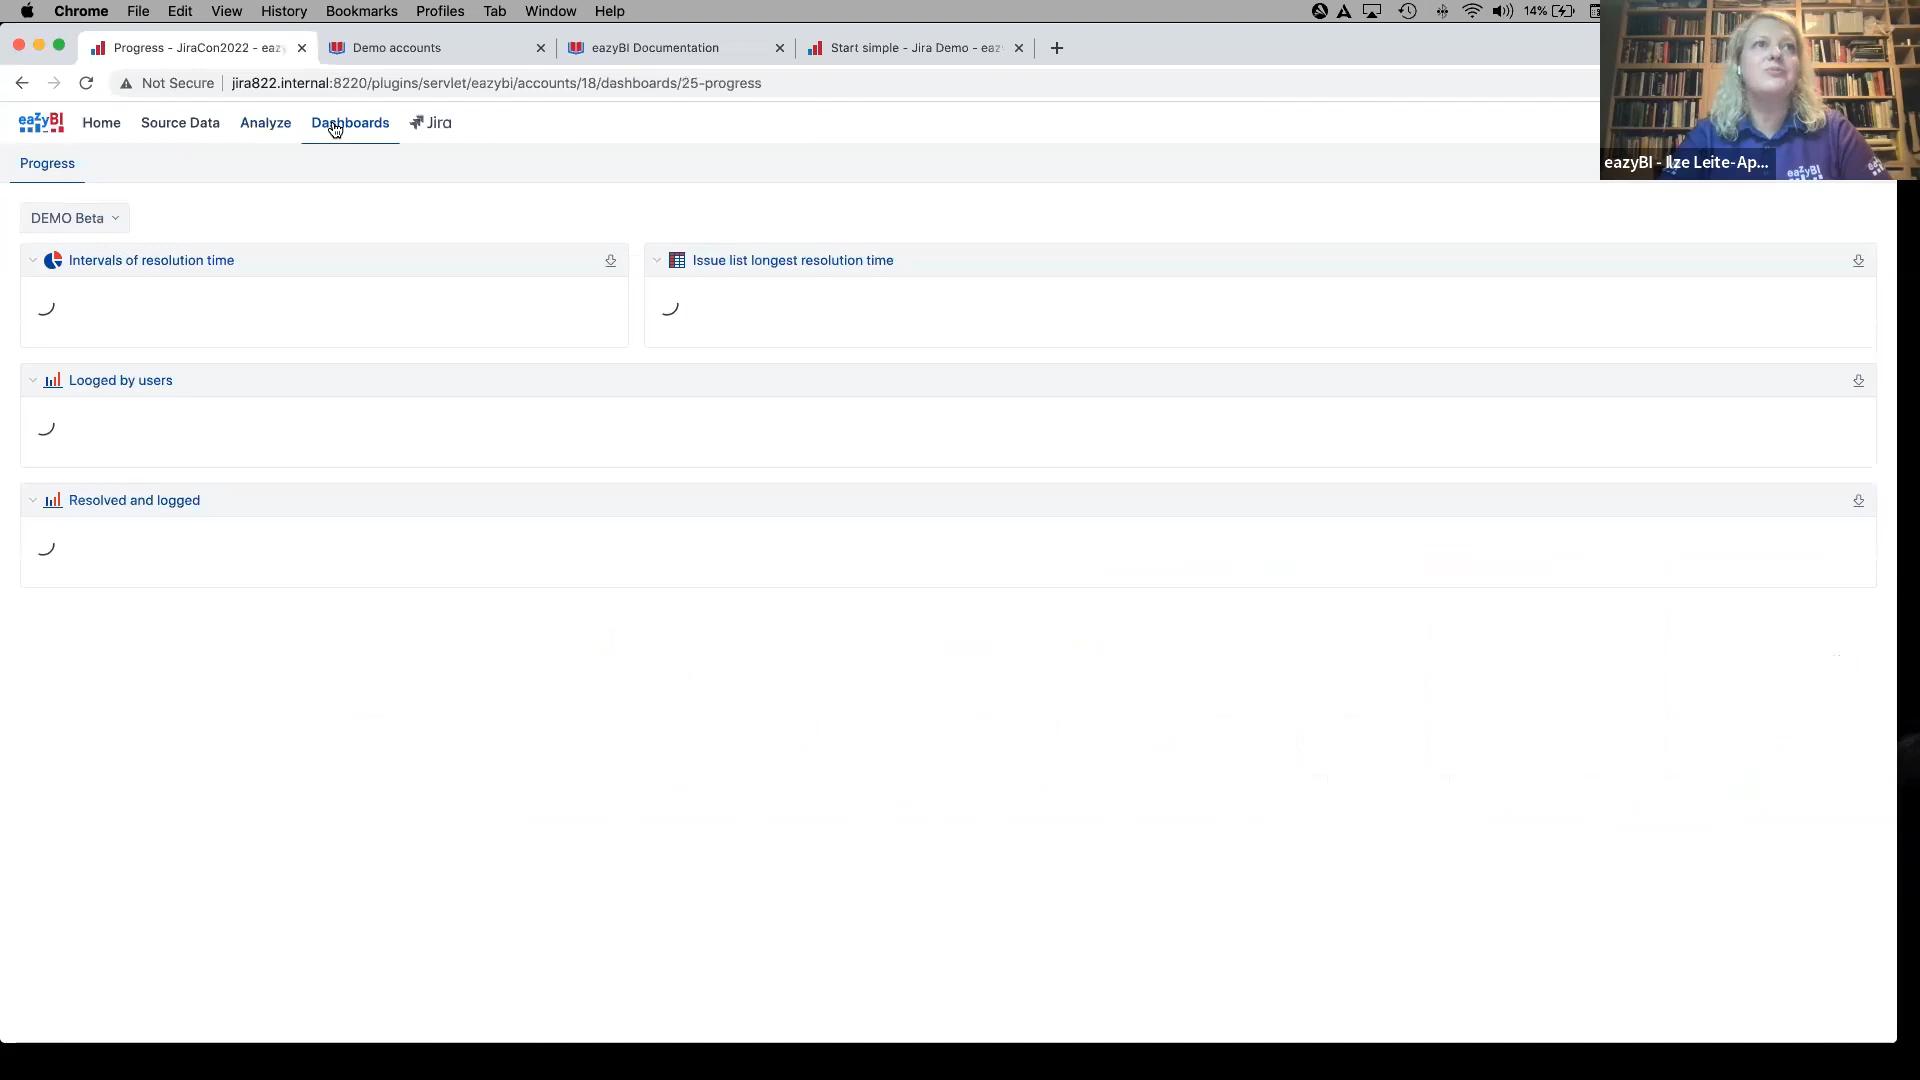 Chrome File Edit View History Bookmarks Profiles Tab Window Help 14%
Progress - JiraCon2022 - eaz
Demo accounts
eazyBI Documentation
Start simple - Jira Demo - eaz
Not Secure jira822.internal:8220/plugins/servlet/eazybi/accounts/18/dashboards/25-progress
eazyBI Home Source Data Analyze Dashboards Jira
eazyBI - Ilze Leite-Ap...
eazyBI
Progress
DEMO Beta
Intervals of resolution time
Issue list longest resolution time
Looged by users
Resolved and logged